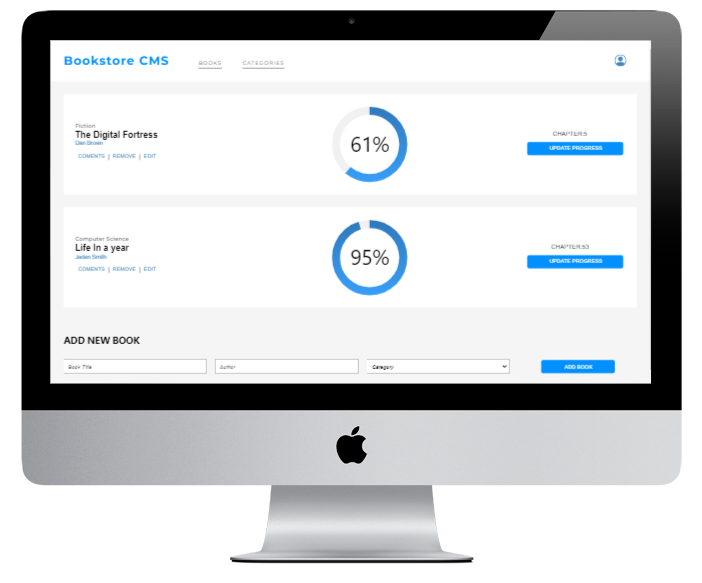 Bookstore CMS BOOKS CATEGORIES
Fiction
The Digital Fortress
Dan Brown
COMENTS | REMOVE | EDIT
61%
CHAPTER:5
UPDATE PROGRESS
Computer Science
Life In a year
Jaden Smith
COMENTS | REMOVE | EDIT
95%
UPDATE PROGRESS
ADD NEW BOOK
Book Title Author Category ADD BOOK